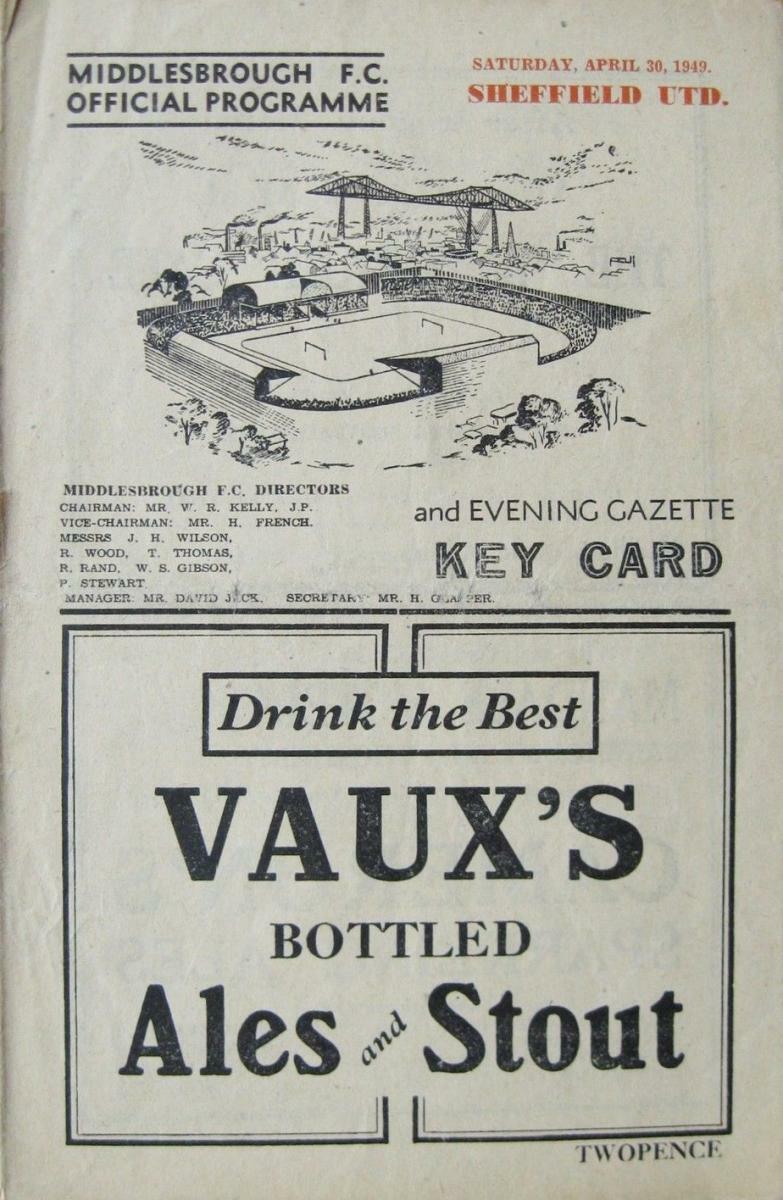 MIDDLESBROUGH F.C.
OFFICIAL PROGRAMME
SATURDAY, APRIL 30, 1949.
SHEFFIELD UTD.
MIDDLESBROUGH F.C. DIRECTORS
CHAIRMAN: MR. W. R. KELLY, J.P.
VICE-CHAIRMAN: MR. H. FRENCH.
MESSRS J. H. WILSON,
R. WOOD, T. THOMAS,
R. RAND, W. S. GIBSON,
P. STEWART
MANAGER: MR. DAVID JACK. SECRETARY: MR. H.
and EVENING GAZETTE
KEY CARD
Drink the Best
VAUX'S
BOTTLED
Ales and Stout
TWOPENCE